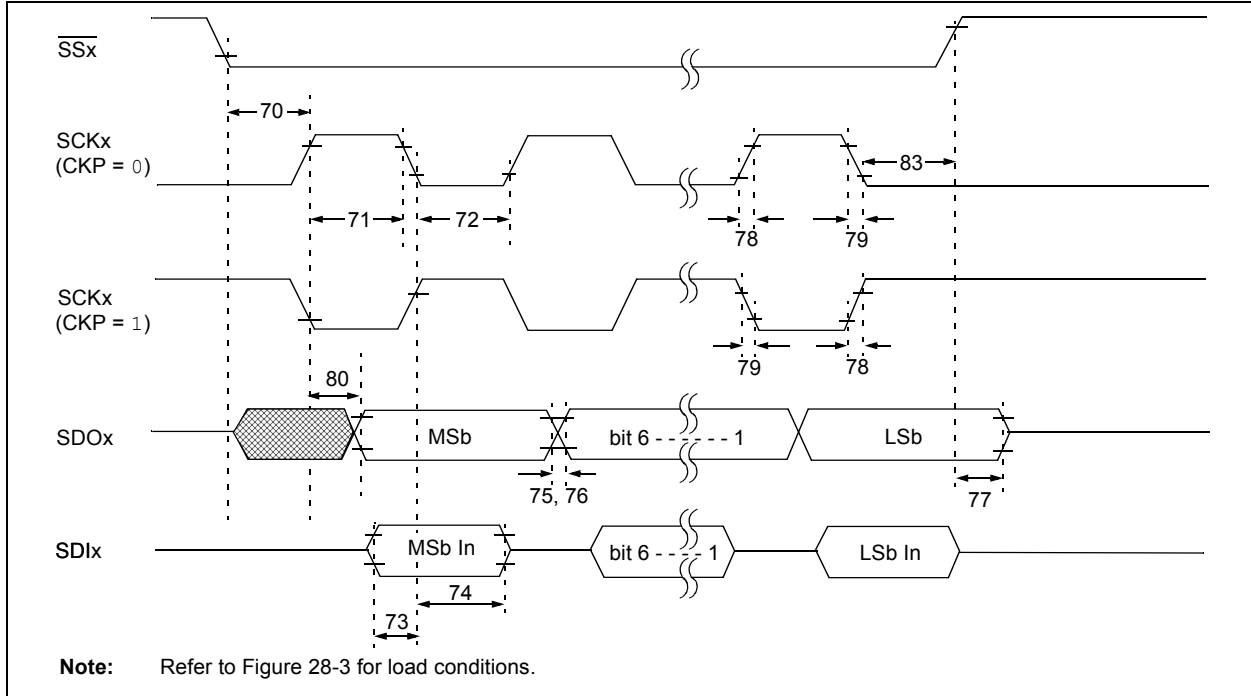 SSx
70
SCKx
(CKP = 0)
83
71
72
78
79
SCKx
(CKP = 1)
79
78
80
SDOx
MSb
bit 6 - - - - - - 1
LSb
75, 76
77
SDIx
MSb In
bit 6 - - - - 1
LSb In
74
73
Note: Refer to Figure 28-3 for load conditions.